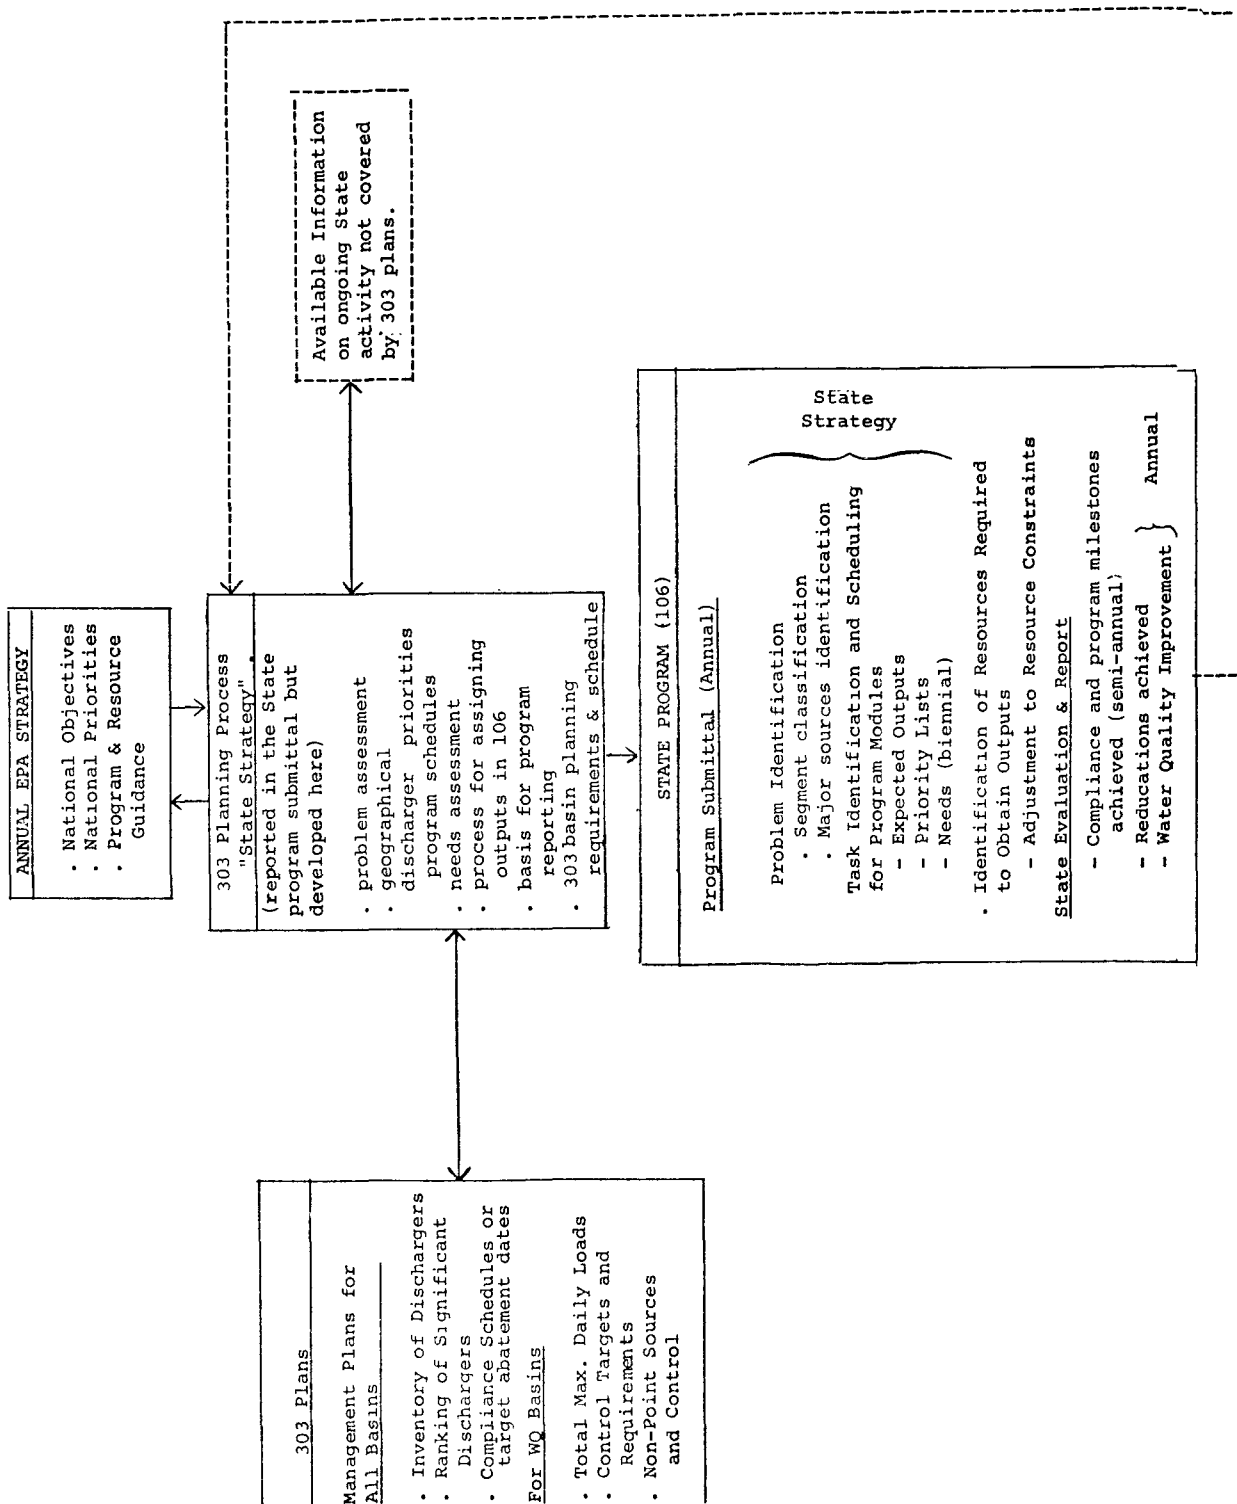 ANNUAL EPA STRATEGY
. National Objectives
. National Priorities
. Program & Resource
Guidance
303 Planning Process
"State Strategy".
(reported in the State
program submittal but
developed here)
. problem assessment
. geographical
discharger priorities
program schedules
. needs assessment
. process for assigning
outputs in 106
. basis for program
reporting
. 303 basin planning
requirements & schedule
Available Information
on ongoing State
activity not covered
by 303 plans.
303 Plans
Management Plans for
All Basins
. Inventory of Dischargers
. Ranking of Significant
Dischargers
. Compliance Schedules or
target abatement dates
For WQ Basins
. Total Max. Daily Loads
. Control Targets and
Requirements
. Non-Point Sources
and Control
STATE PROGRAM (106)
Program Submittal (Annual)
Problem Identification
. Segment classification
. Major sources identification
Task Identification and Scheduling
for Program Modules
- Expected Outputs
- Priority Lists
- Needs (biennial)
State
Strategy
. Identification of Resources Required
to Obtain Outputs
- Adjustment to Resource Constraints
State Evaluation & Report
- Compliance and program milestones
achieved (semi-annual)
- Reducations achieved
- Water Quality Improvement } Annual